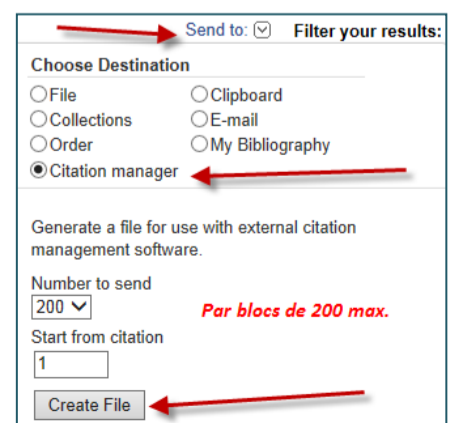 Send to: Filter your results:
Choose Destination
File Clipboard
Collections E-mail
Order My Bibliography
Citation manager
Generate a file for use with external citation
management software.
Number to send
200 Par blocs de 200 max.
Start from citation
1
Create File